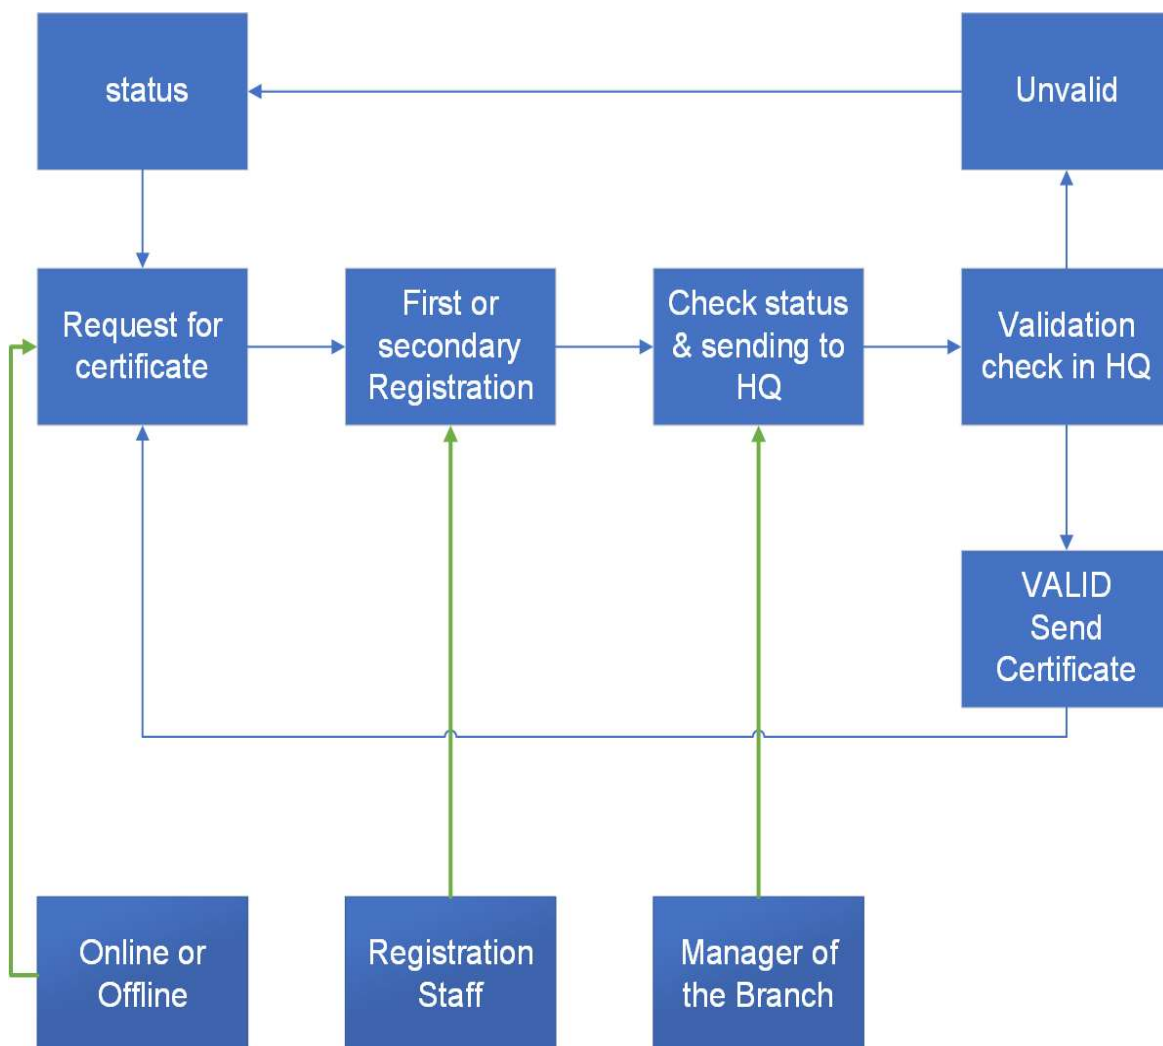 status
Unvalid
Request for
certificate
First or
secondary
Registration
Check status
& sending to
HQ
Validation
check in HQ
VALID
Send
Certificate
Online or
Offline
Registration
Staff
Manager of
the Branch